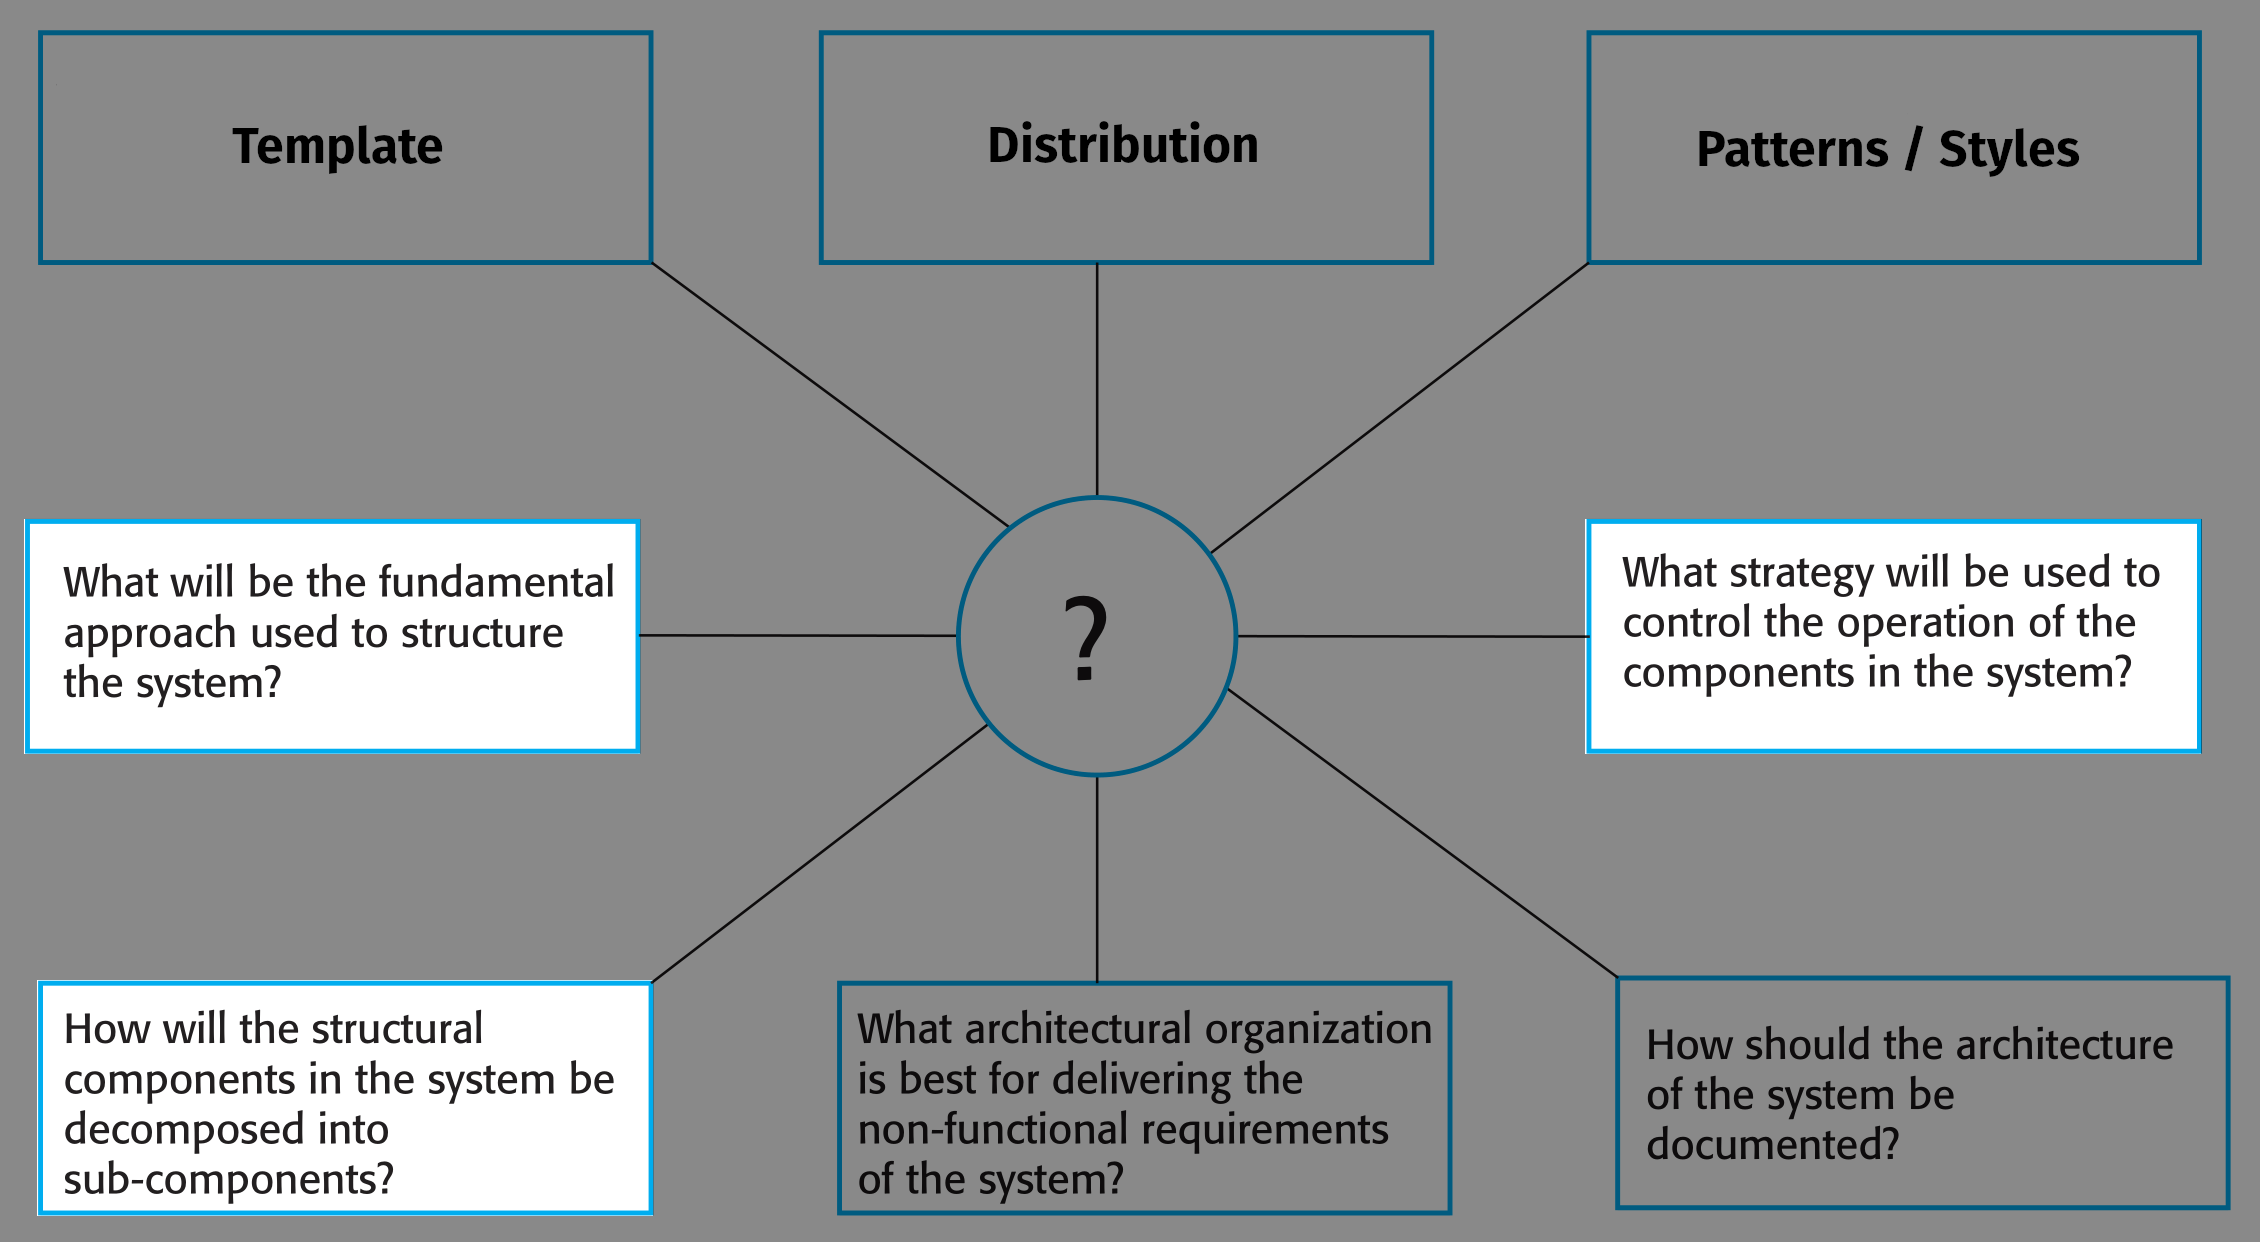 Template
Distribution
Patterns / Styles
What will be the fundamental
approach used to structure
the system?
?
What strategy will be used to
control the operation of the
components in the system?
How will the structural
components in the system be
decomposed into
sub-components?
What architectural organization
is best for delivering the
non-functional requirements
of the system?
How should the architecture
of the system be
documented?